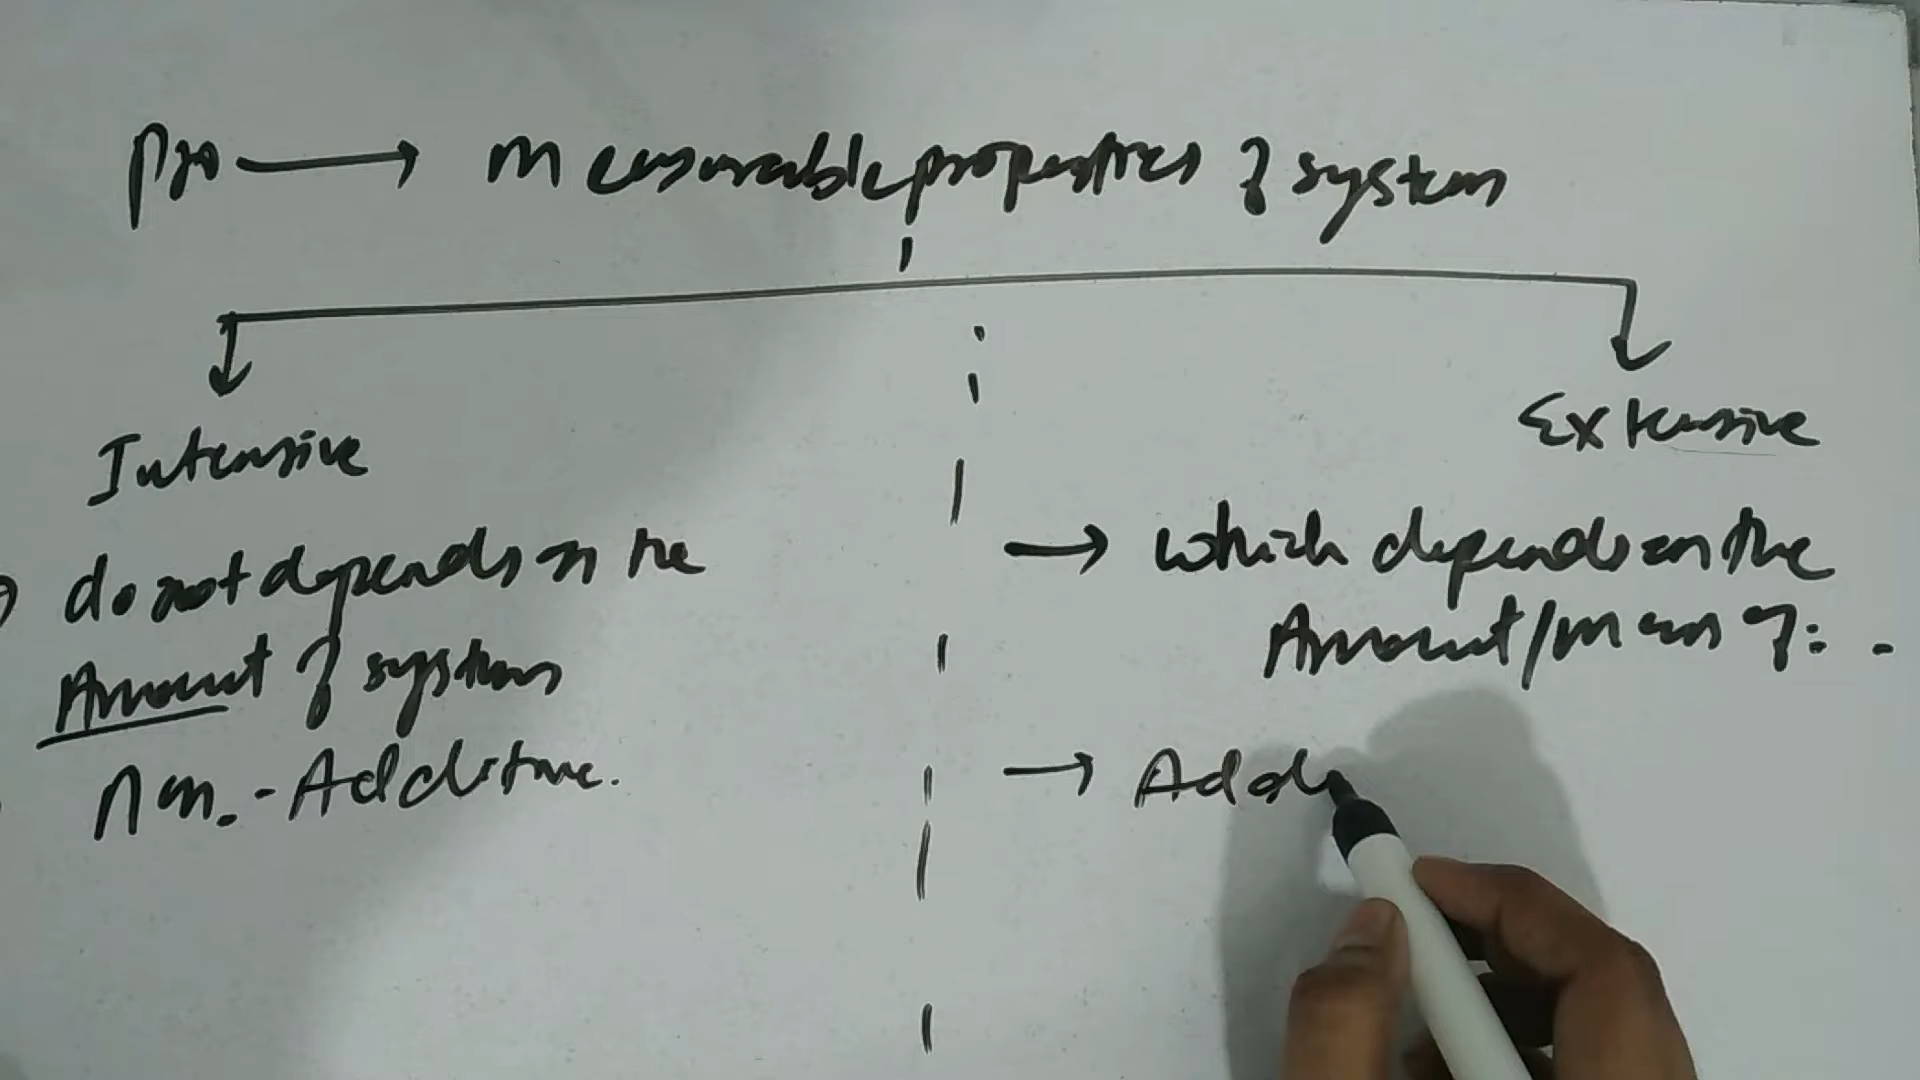 Pro → Measurable properties of system
Intensive
Extensive
do not depends on the
Amount of system
Non-Additive.
→ which depends on the
Amount/mass of
→ Add